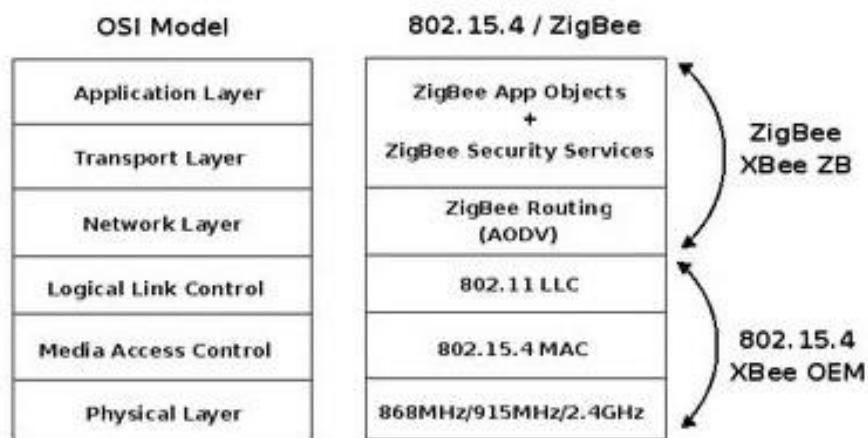 OSI Model
Application Layer
Transport Layer
Network Layer
Logical Link Control
Media Access Control
Physical Layer
802.15.4 / ZigBee
ZigBee App Objects
+
ZigBee Security Services
ZigBee Routing
(AODV)
802.11 LLC
802.15.4 MAC
868MHz/915MHz/2.4GHz
ZigBee
XBee ZB
802.15.4
XBee OEM